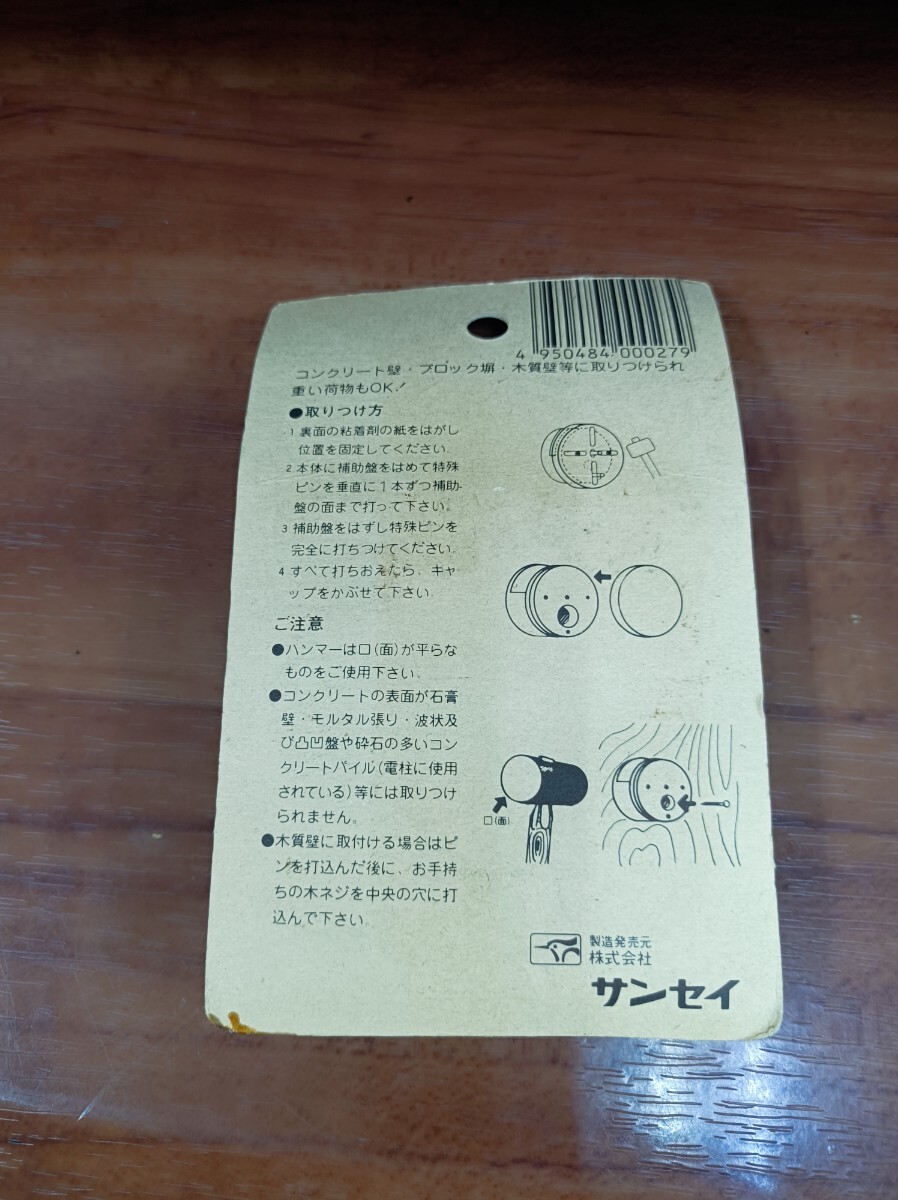 4 950484 000279
コンクリート壁・ブロック塀・木質壁等に取りつけられ
重い荷物もOK！
●取りつけ方
1 裏面の粘着剤の紙をはがし
位置を固定してください。
2 本体に補助盤をはめて特殊
ピンを垂直に1本ずつ補助
盤の面まで打って下さい。
3 補助盤をはずし特殊ピンを
完全に打ちつけてください。
4 すべて打ちおえたら、キャ
ップをかぶせて下さい。
ご注意
●ハンマーは口(面)が平らな
ものをご使用下さい。
●コンクリートの表面が石膏
壁・モルタル張り・波状及
び凸凹盤や砕石の多いコン
クリートパイル(電柱に使用
されている)等には取りつけ
られません。
●木質壁に取付ける場合はピ
ンを打込んだ後に、お手持
ちの木ネジを中央の穴に打
込んで下さい。
口(面)
製造発売元
株式会社
サンセイ